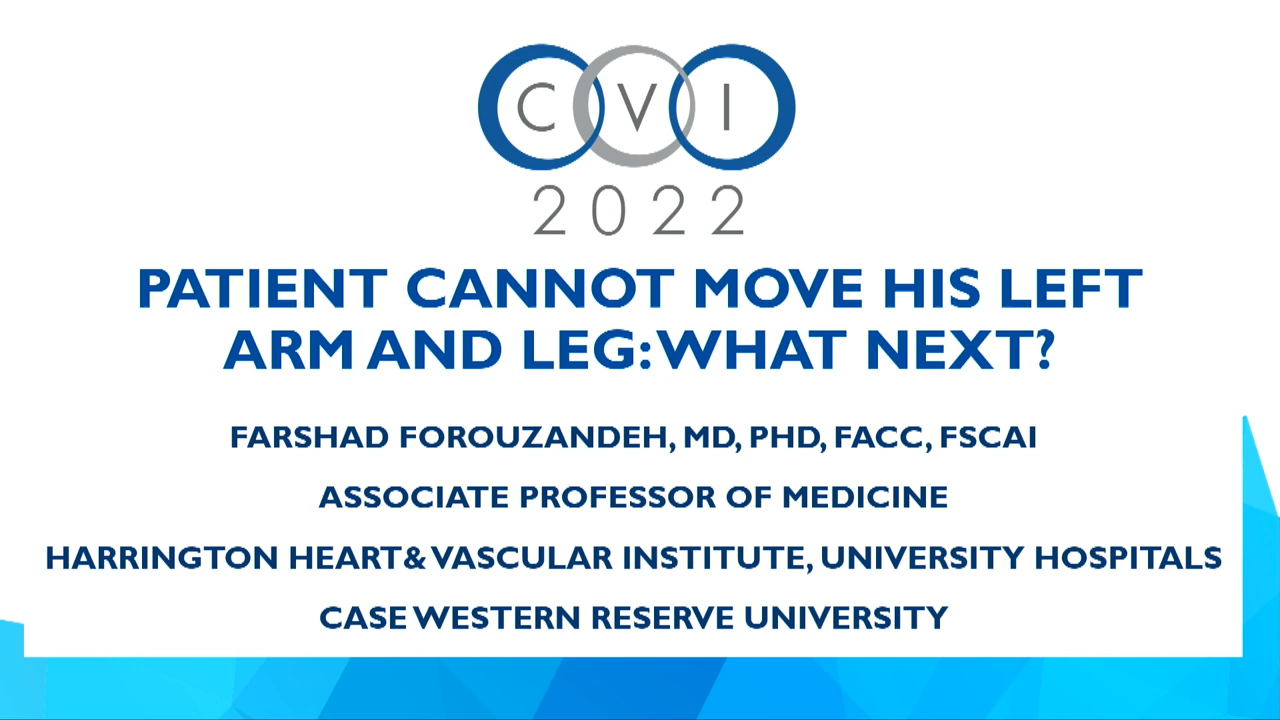 CVI
2022
PATIENT CANNOT MOVE HIS LEFT
ARM AND LEG: WHAT NEXT?
FARSHAD FOROUZANDEH, MD, PHD, FACC, FSCAI
ASSOCIATE PROFESSOR OF MEDICINE
HARRINGTON HEART & VASCULAR INSTITUTE, UNIVERSITY HOSPITALS
CASE WESTERN RESERVE UNIVERSITY